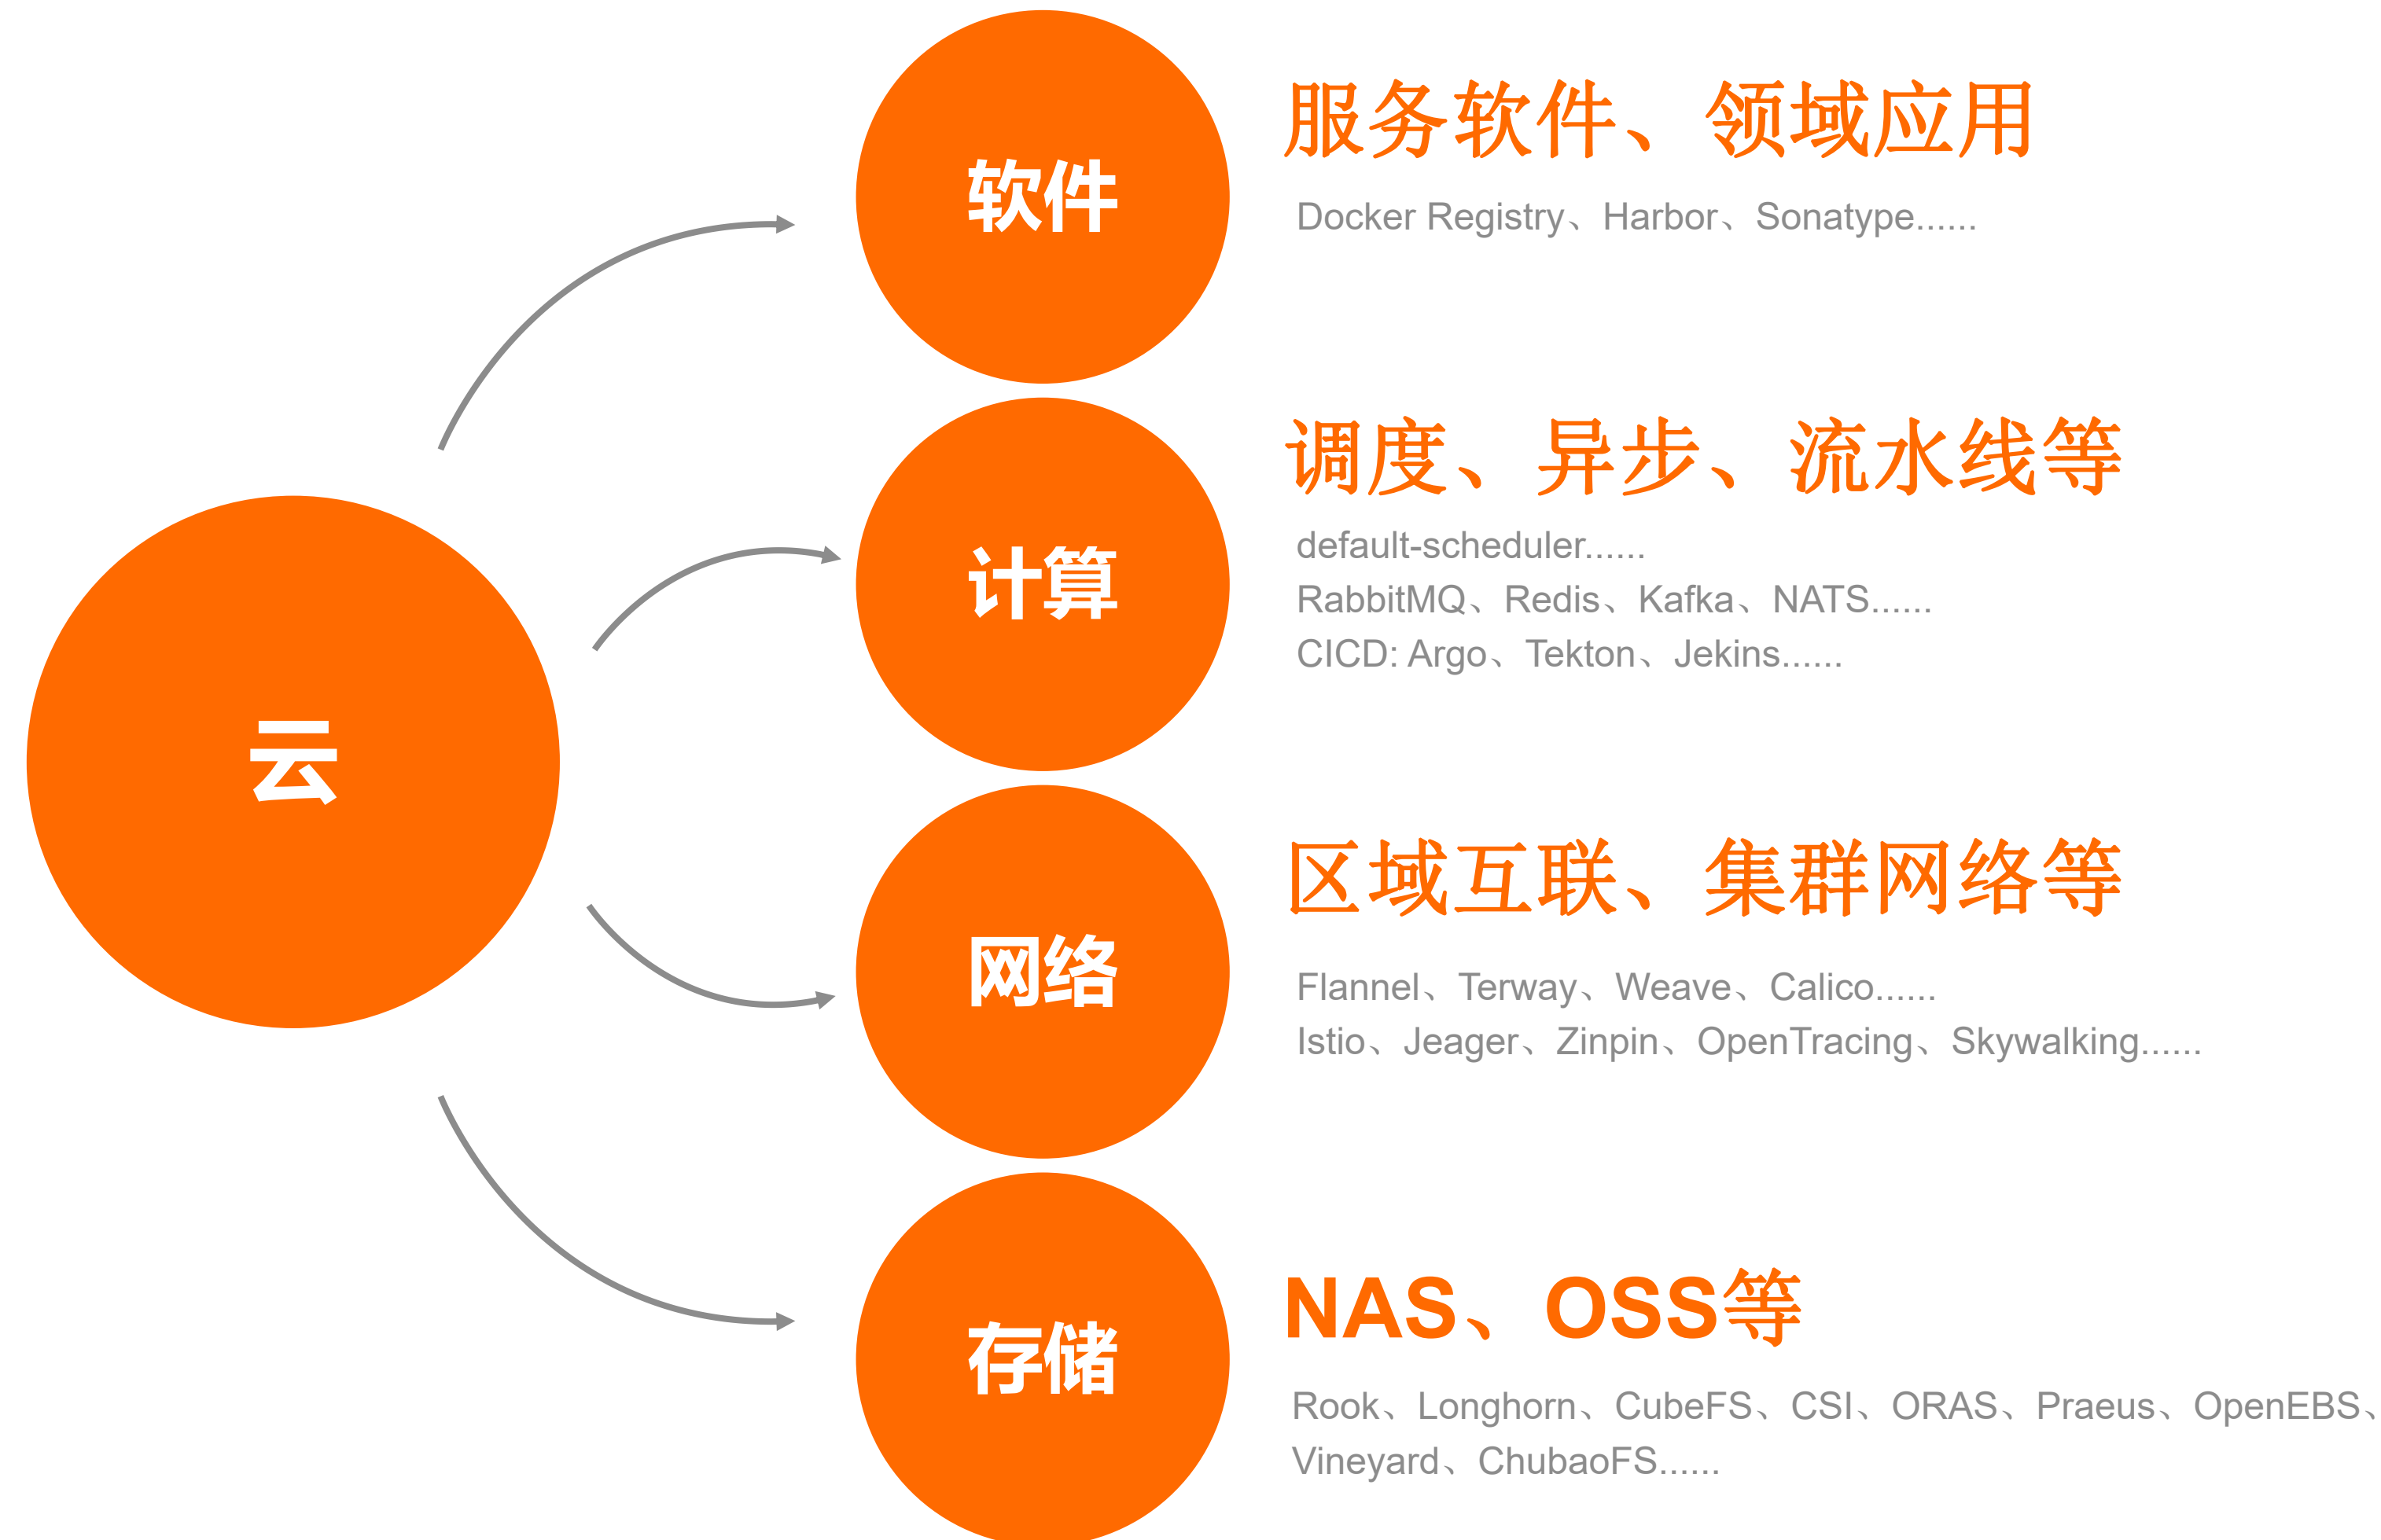 云
软件
服务软件、领域应用
Docker Registry、Harbor、Sonatype......
计算
调度、异步、流水线等
default-scheduler......
RabbitMQ、Redis、Kafka、NATS......
CICD: Argo、Tekton、Jekins......
网络
区域互联、集群网络等
Flannel、Terway、Weave、Calico......
Istio、Jeager、Zinpin、OpenTracing、Skywalking......
存储
NAS、OSS等
Rook、Longhorn、CubeFS、CSI、ORAS、Praeus、OpenEBS、
Vineyard、ChubaoFS......